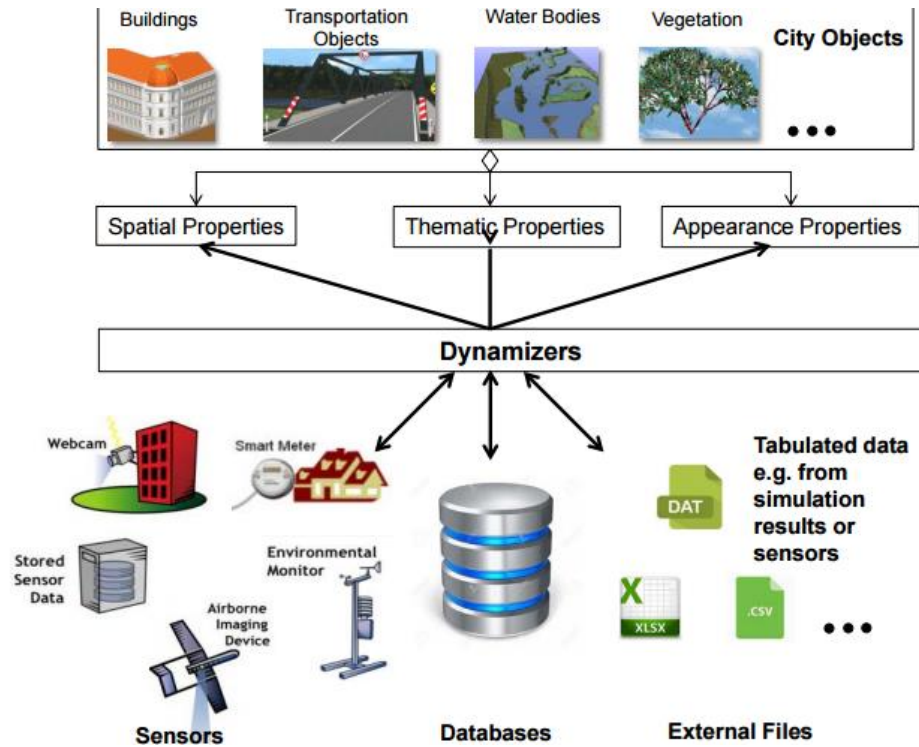 Buildings
Transportation
Objects
Water Bodies
Vegetation
City Objects
Spatial Properties
Thematic Properties
Appearance Properties
Dynamizers
Webcam
Smart Meter
Stored
Sensor
Data
Environmental
Monitor
Airborne
Imaging
Device
Sensors
Databases
DAT
Tabulated data
e.g. from
simulation
results or
sensors
X
XLSX
.CSV
External Files